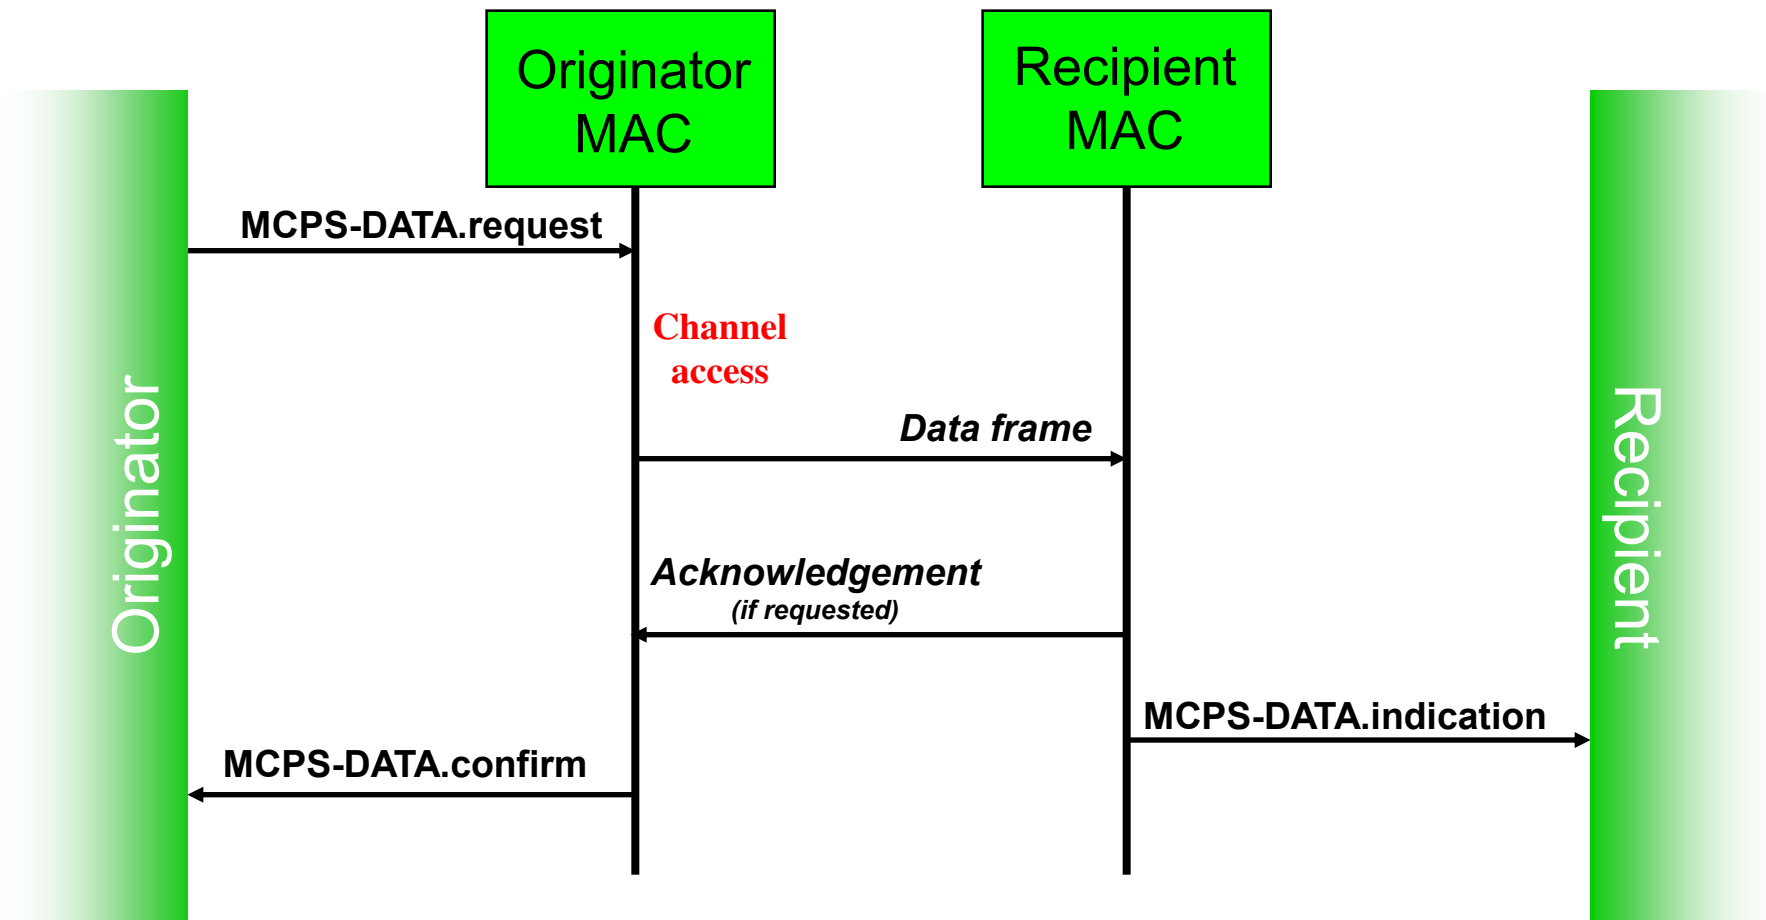 Originator
MAC
Recipient
MAC
MCPS-DATA.request
Channel
access
Data frame
Originator
Recipient
Acknowledgement
(if requested)
MCPS-DATA.indication
MCPS-DATA.confirm